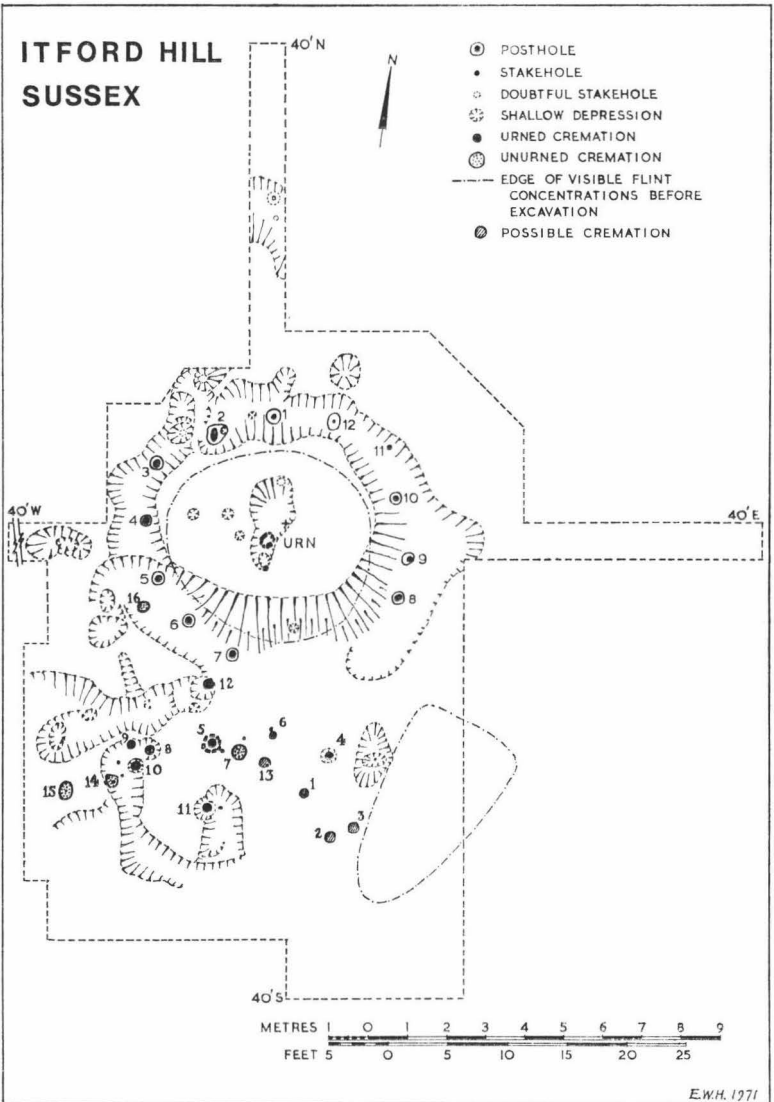 ITFORD HILL
SUSSEX
40'N
N
POSTHOLE
STAKEHOLE
DOUBTFUL STAKEHOLE
SHALLOW DEPRESSION
URNED CREMATION
UNURNED CREMATION
EDGE OF VISIBLE FLINT
CONCENTRATIONS BEFORE
EXCAVATION
POSSIBLE CREMATION
1
2
12
11
3
10
40'W
4
40'E
URN
9
5
16
8
6
7
12
6
5
9
8
7
4
10
13
14
15
1
11
3
2
40'S
METRES 1 0 1 2 3 4 5 6 7 8 9
FEET 5 0 5 10 15 20 25
E.W.H. 1971